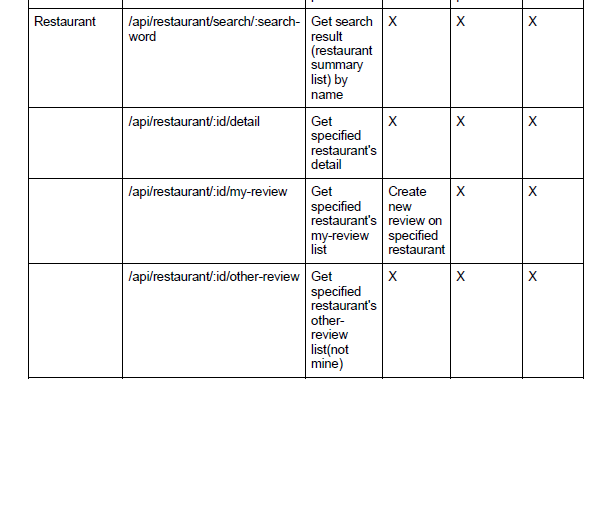 Restaurant /api/restaurant/search/:search- Get search X X X
word result
(restaurant
summary
list) by
name
/api/restaurant/:id/detail Get X X X
specified
restaurant's
detail
/api/restaurant/:id/my-review Get Create X X
specified new
restaurant's review on
my-review specified
list restaurant
/api/restaurant/:id/other-review Get X X X
specified
restaurant's
other-
review
list(not
mine)